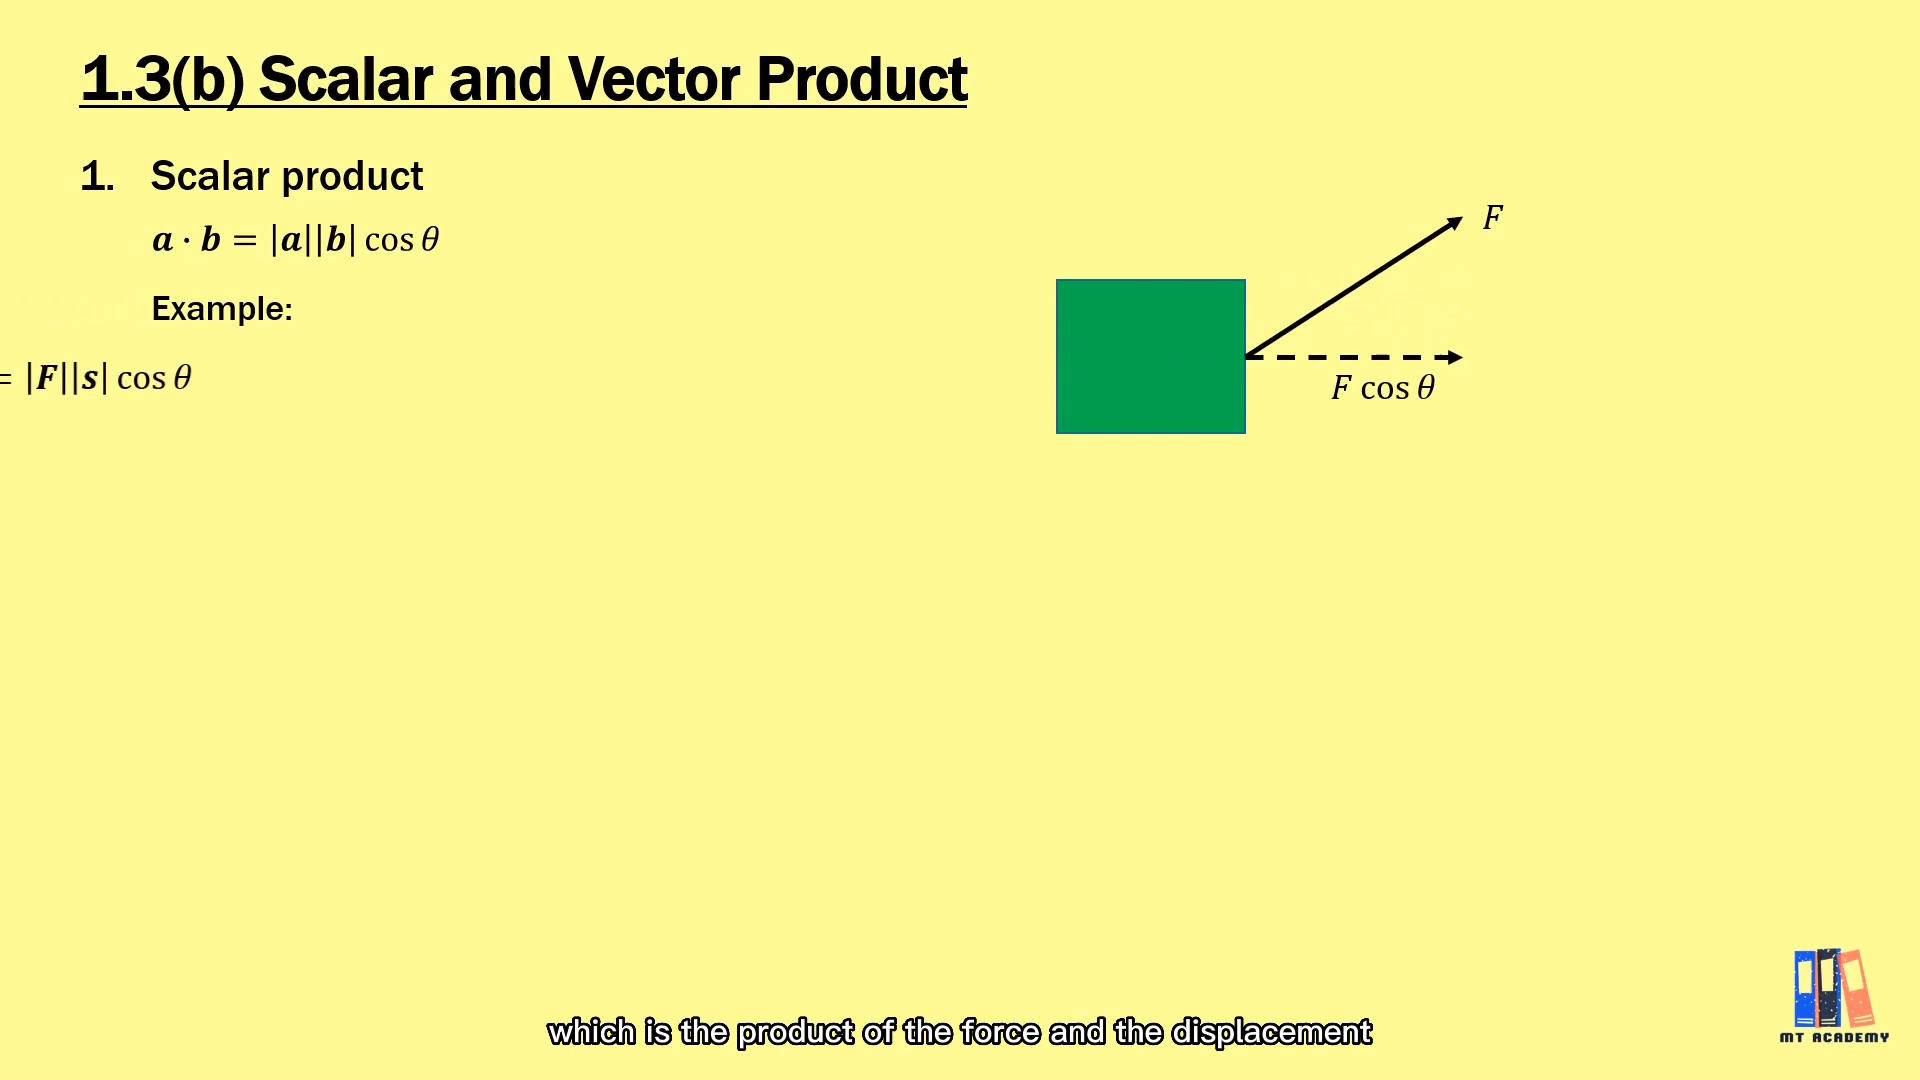 1.3(b) Scalar and Vector Product
1. Scalar product
𝒂 · 𝒃 = |𝒂||𝒃| cos 𝜃
Example:
= |𝑭||𝒔| cos 𝜃
𝐹
𝐹 cos 𝜃
which is the product of the force and the displacement
MT ACADEMY